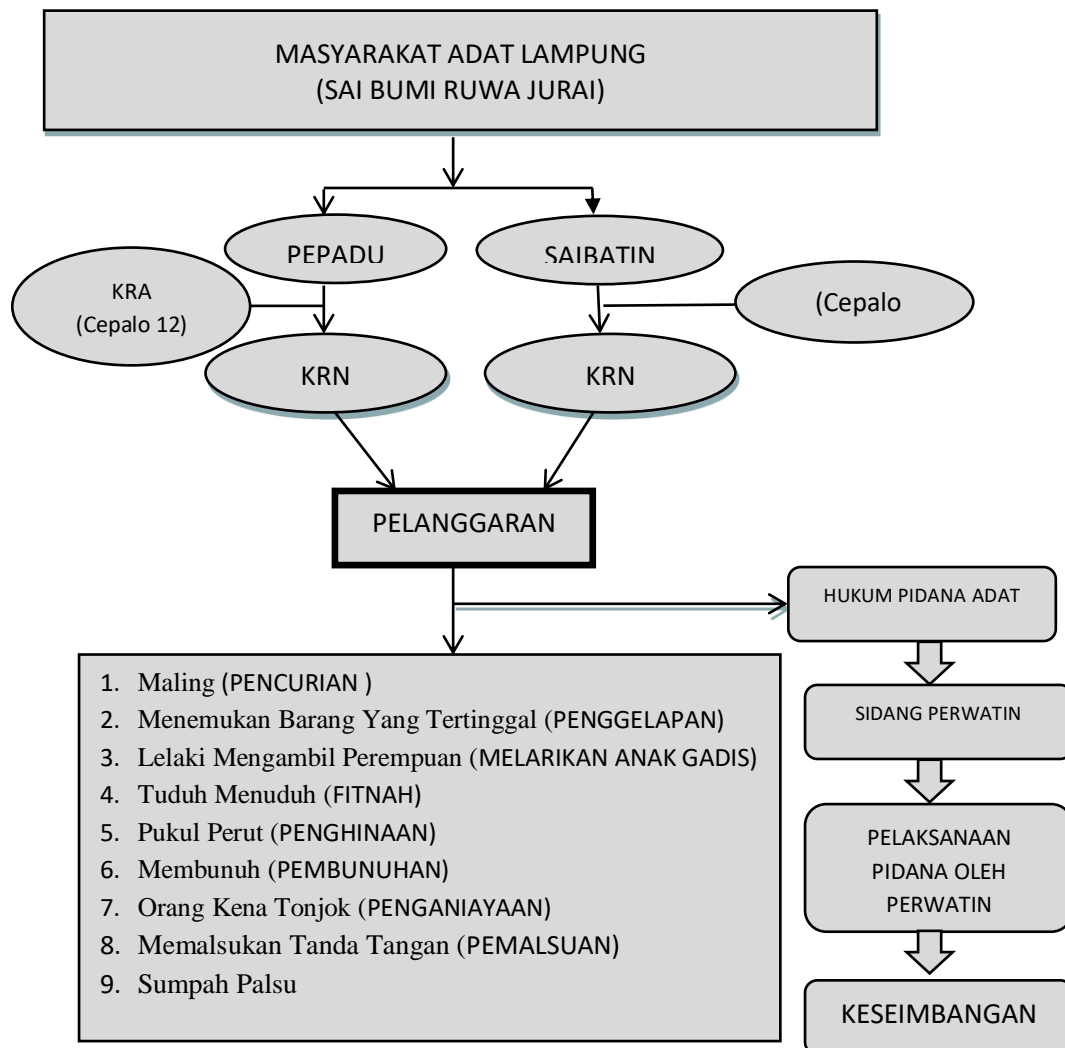 MASYARAKAT ADAT LAMPUNG
(SAI BUMI RUWA JURAI)
PEPADU
SAIBATIN
KRA
(Cepalo 12)
(Cepalo
KRN
KRN
PELANGGARAN
HUKUM PIDANA ADAT
1. Maling (PENCURIAN )
2. Menemukan Barang Yang Tertinggal (PENGGELAPAN)
3. Lelaki Mengambil Perempuan (MELARIKAN ANAK GADIS)
4. Tuduh Menuduh (FITNAH)
5. Pukul Perut (PENGHINAAN)
6. Membunuh (PEMBUNUHAN)
7. Orang Kena Tonjok (PENGANIAYAAN)
8. Memalsukan Tanda Tangan (PEMALSUAN)
9. Sumpah Palsu
SIDANG PERWATIN
PELAKSANAAN
PIDANA OLEH
PERWATIN
KESEIMBANGAN